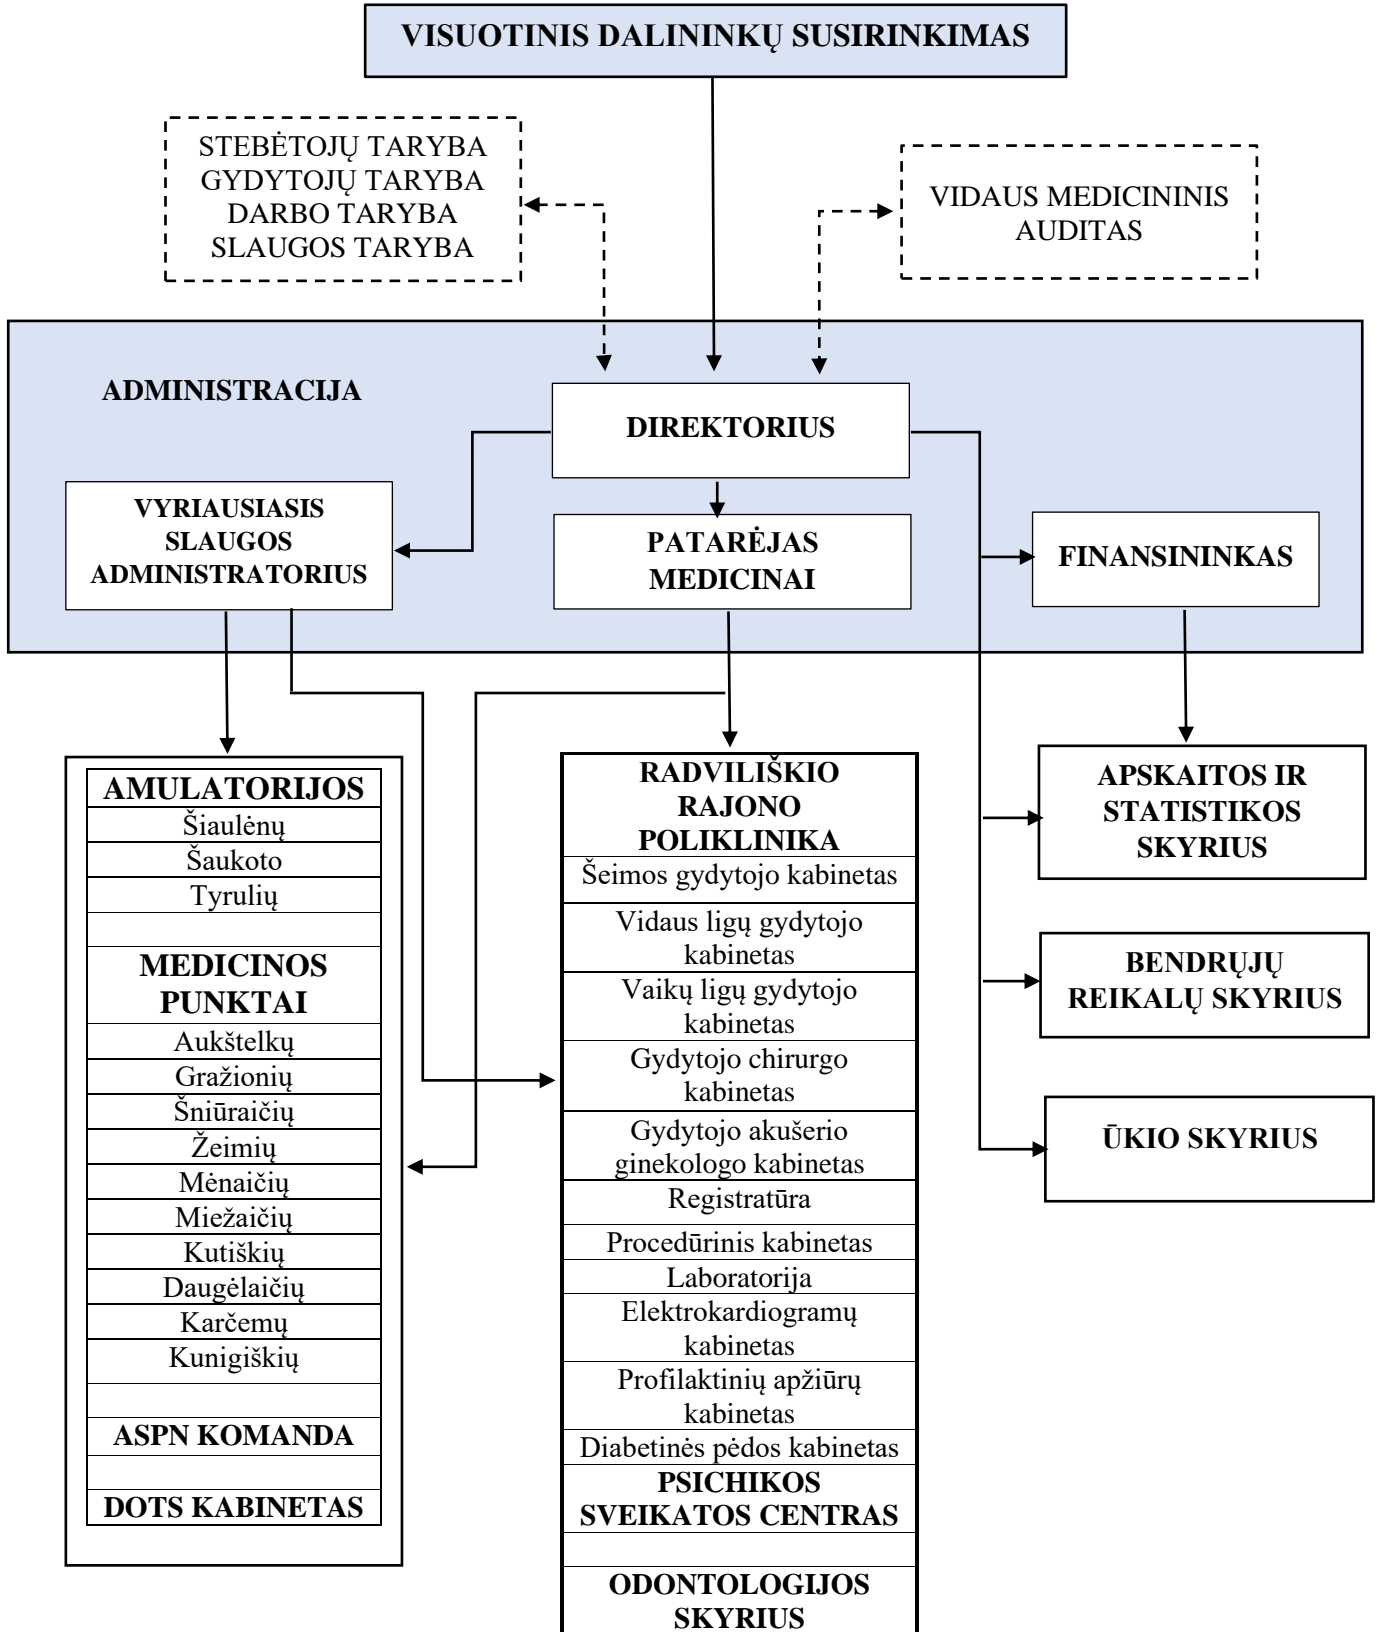 VISUOTINIS DALININKŲ SUSIRINKIMAS
STEBĖTOJŲ TARYBA
GYDYTOJŲ TARYBA
DARBO TARYBA
SLAUGOS TARYBA
VIDAUS MEDICININIS
AUDITAS
ADMINISTRACIJA
DIREKTORIUS
VYRIAUSIASIS
SLAUGOS
ADMINISTRATORIUS
PATARĖJAS
MEDICINAI
FINANSININKAS
AMULATORIJOS
Šiaulėnų
Šaukoto
Tyrulių
MEDICINOS
PUNKTAI
Aukštelkų
Gražionių
Šniūraičių
Žeimių
Mėnaičių
Miežaičių
Kutiškių
Daugėlaičių
Karčemų
Kunigiškių
ASPN KOMANDA
DOTS KABINETAS
RADVILIŠKIO
RAJONO
POLIKLINIKA
Šeimos gydytojo kabinetas
Vidaus ligų gydytojo
kabinetas
Vaikų ligų gydytojo
kabinetas
Gydytojo chirurgo
kabinetas
Gydytojo akušerio
ginekologo kabinetas
Registratūra
Procedūrinis kabinetas
Laboratorija
Elektrokardiogramų
kabinetas
Profilaktinių apžiūrų
kabinetas
Diabetinės pėdos kabinetas
PSICHIKOS
SVEIKATOS CENTRAS
ODONTOLOGIJOS
SKYRIUS
APSKAITOS IR
STATISTIKOS
SKYRIUS
BENDRŲJŲ
REIKALŲ SKYRIUS
ŪKIO SKYRIUS